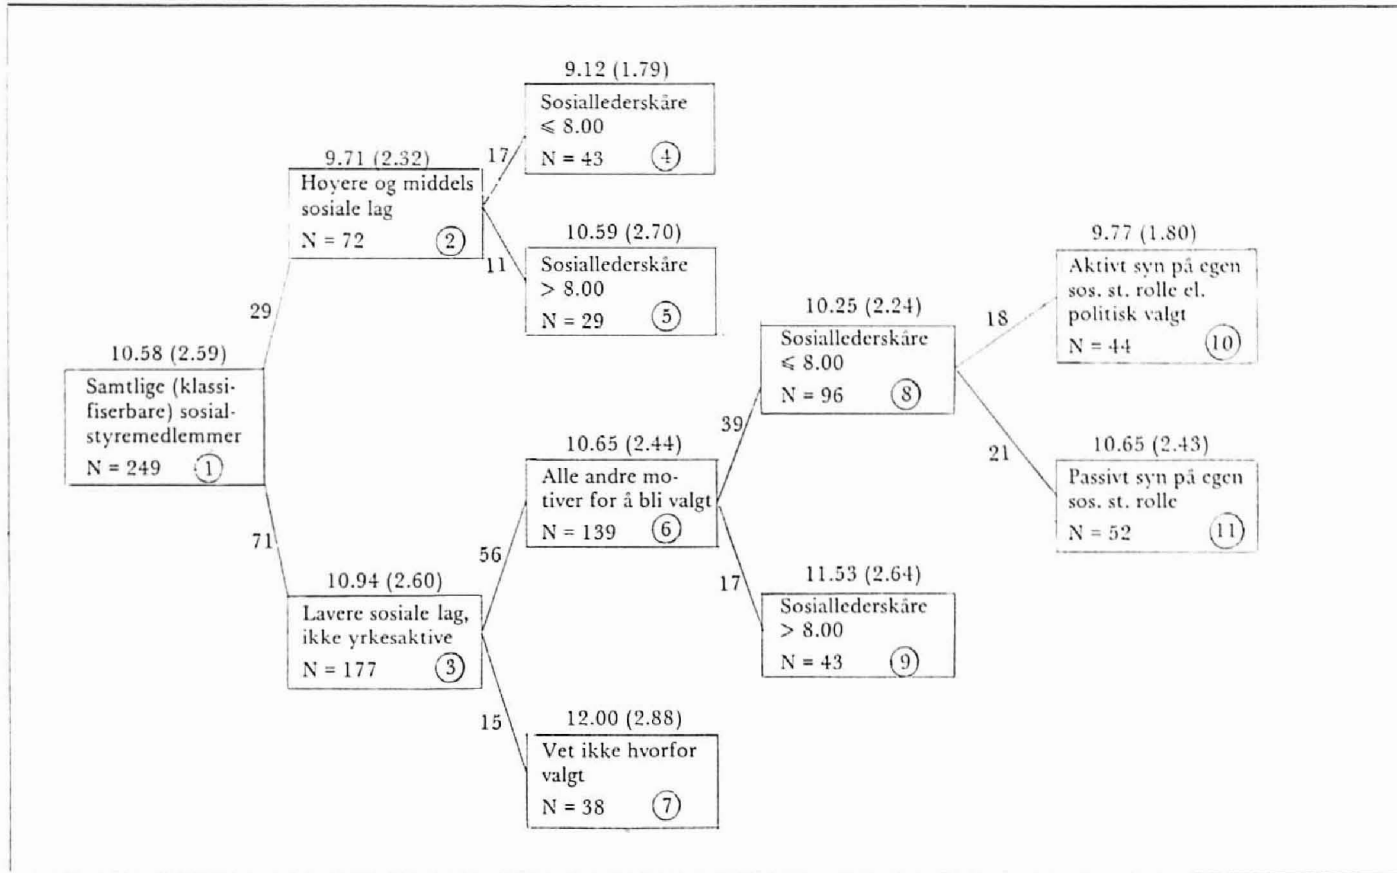 9.12 (1.79)
Sosiallederskåre
≤ 8.00
N = 43 ④
17
9.71 (2.32)
Høyere og middels
sosiale lag
N = 72 ②
11
10.59 (2.70)
Sosiallederskåre
> 8.00
N = 29 ⑤
29
10.58 (2.59)
Samtlige (klassi-
fiserbare) sosial-
styremedlemmer
N = 249 ①
71
10.94 (2.60)
Lavere sosiale lag,
ikke yrkesaktive
N = 177 ③
56
10.65 (2.44)
Alle andre mo-
tiver for å bli valgt
N = 139 ⑥
15
12.00 (2.88)
Vet ikke hvorfor
valgt
N = 38 ⑦
39
10.25 (2.24)
Sosiallederskåre
≤ 8.00
N = 96 ⑧
17
11.53 (2.64)
Sosiallederskåre
> 8.00
N = 43 ⑨
18
9.77 (1.80)
Aktivt syn på egen
sos. st. rolle el.
politisk valgt
N = 44 ⑩
21
10.65 (2.43)
Passivt syn på egen
sos. st. rolle
N = 52 ⑪